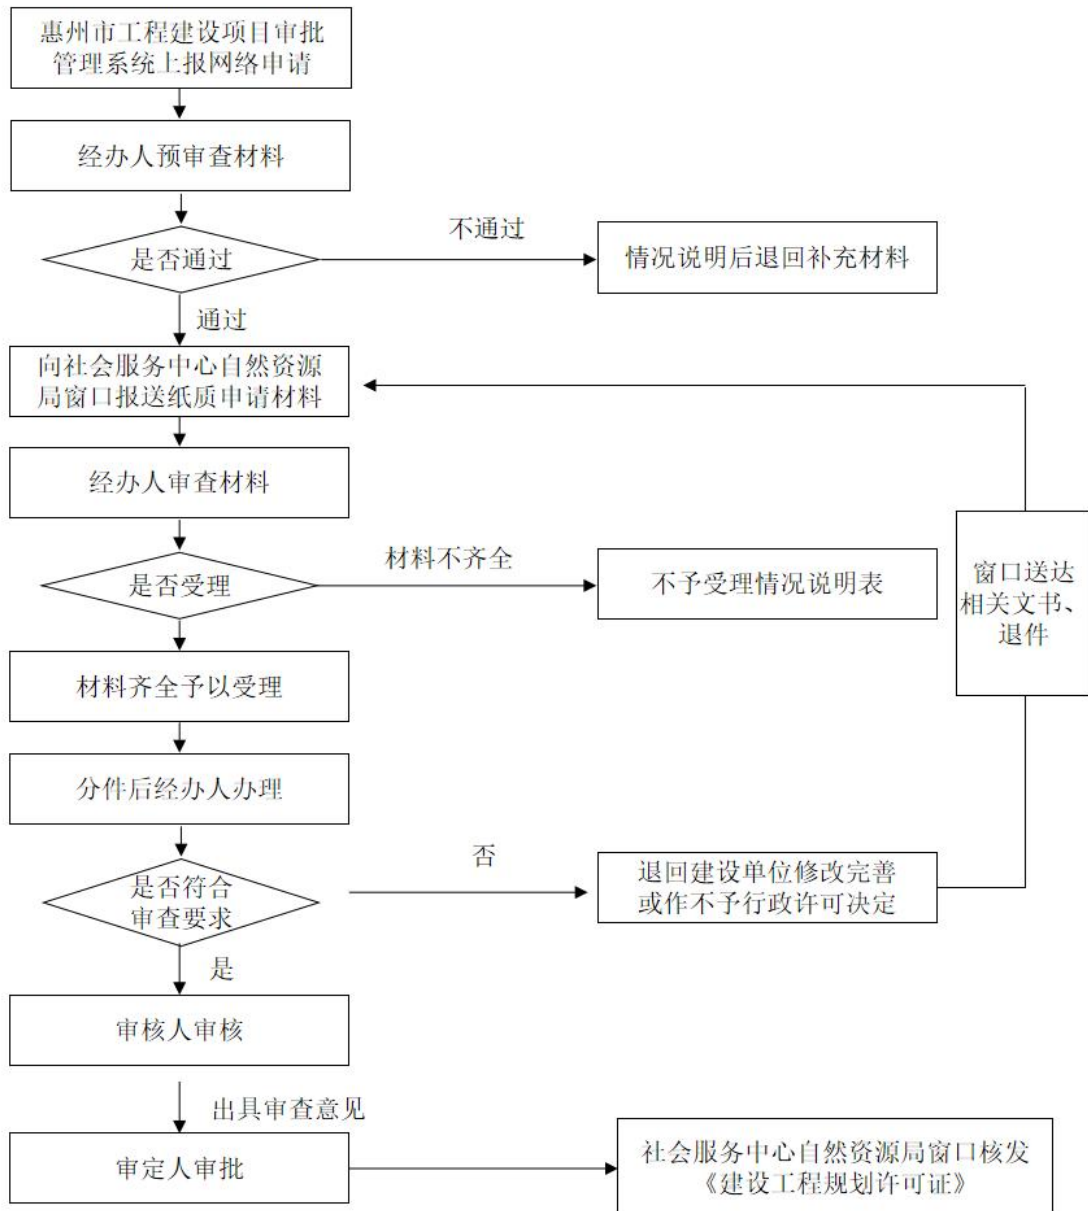 惠州市工程建设项目审批
管理系统上报网络申请
经办人预审查材料
是否通过
不通过
情况说明后退回补充材料
通过
向社会服务中心自然资源
局窗口报送纸质申请材料
经办人审查材料
是否受理
材料不齐全
不予受理情况说明表
窗口送达
相关文书、
退件
材料齐全予以受理
分件后经办人办理
是否符合
审查要求
否
退回建设单位修改完善
或作不予行政许可决定
是
审核人审核
出具审查意见
审定人审批
社会服务中心自然资源局窗口核发
《建设工程规划许可证》